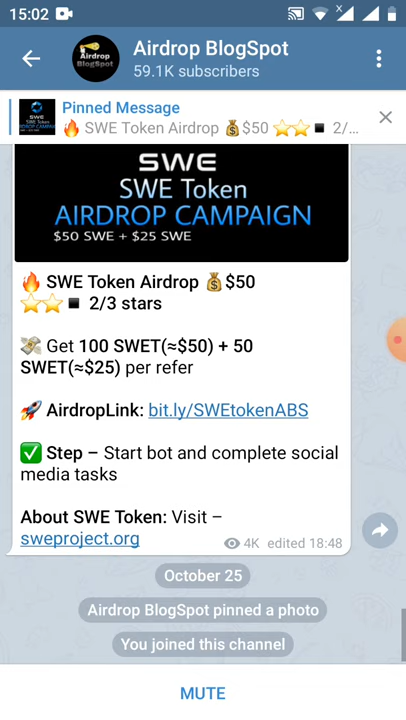 15:02
Airdrop BlogSpot
59.1K subscribers
Airdrop
BlogSpot
Pinned Message
🔥 SWE Token Airdrop 💰$50 ⭐⭐◾ 2/...
SWE
SWE Token
AIRDROP CAMPAIGN
$50 SWE + $25 SWE
🔥 SWE Token Airdrop 💰$50
⭐⭐◾ 2/3 stars
💸 Get 100 SWET(≈$50) + 50
SWET(≈$25) per refer
🚀 AirdropLink: bit.ly/SWEtokenABS
✅ Step – Start bot and complete social
media tasks
About SWE Token: Visit –
sweproject.org
4K edited 18:48
October 25
Airdrop BlogSpot pinned a photo
You joined this channel
MUTE